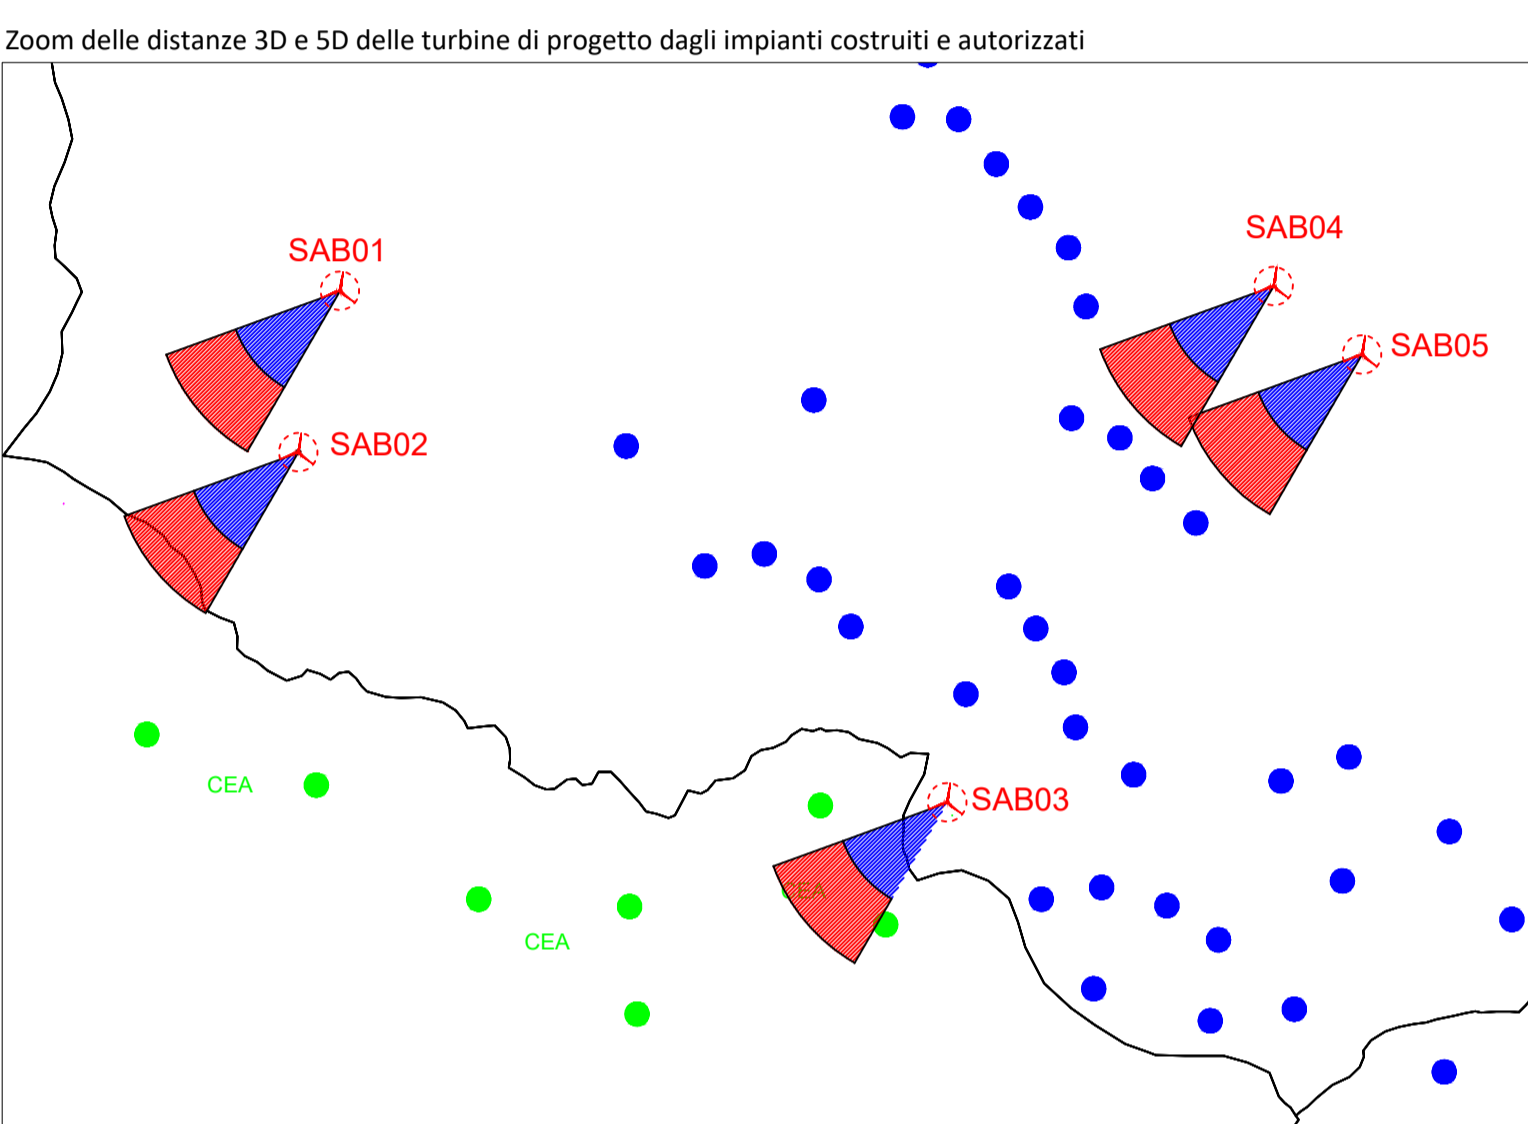 Zoom delle distanze 3D e 5D delle turbine di progetto dagli impianti costruiti e autorizzati
SAB04
SAB01
SAB05
SAB02
CEA
SAB03
CEA
CEA